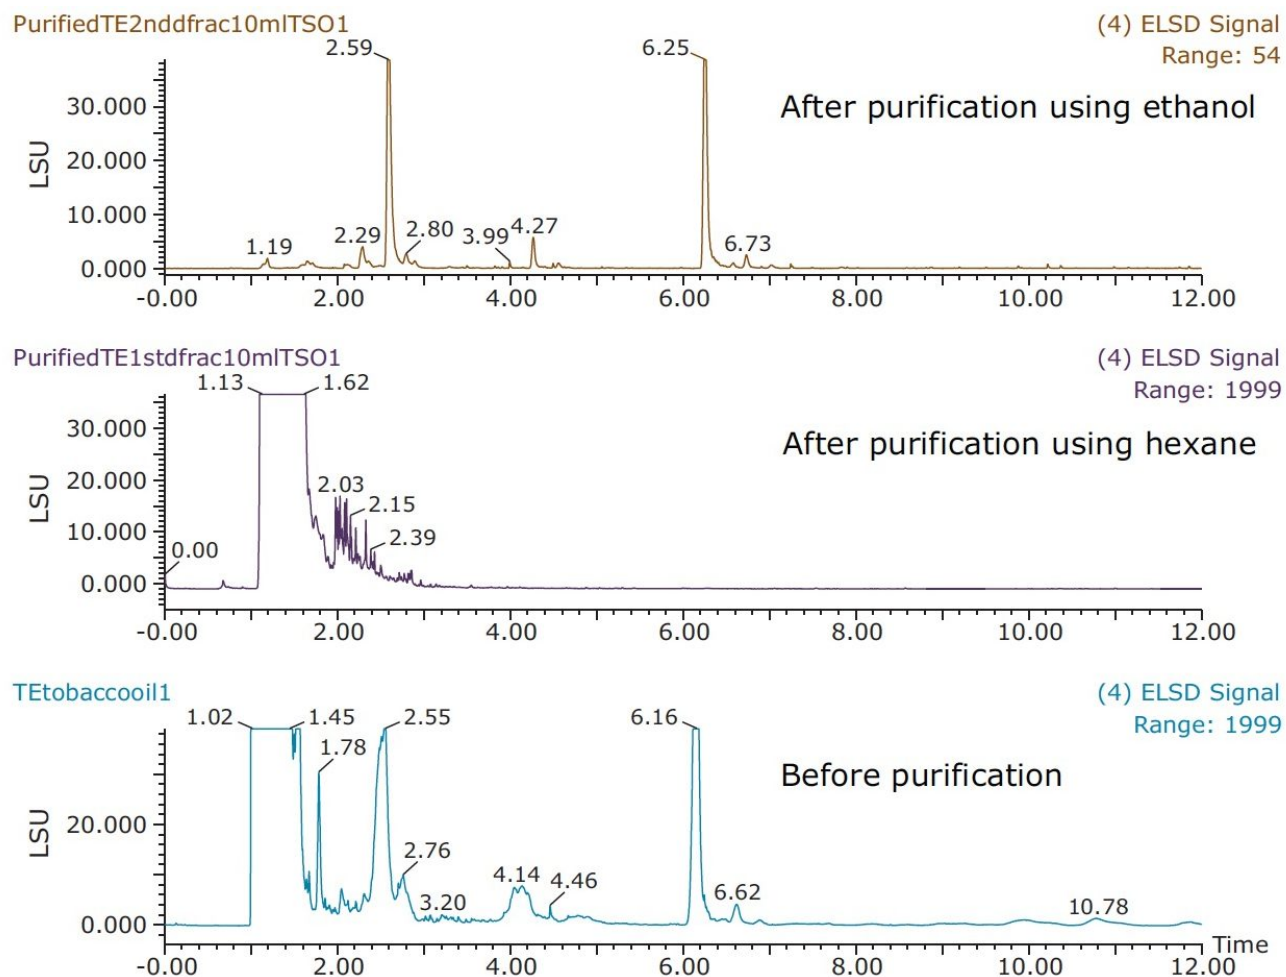 PurifiedTE2nddfrac10mlTSO1
(4) ELSD Signal
Range: 54
2.59
6.25
After purification using ethanol
LSU
30.000
20.000
10.000
0.000
1.19
2.29
2.80
3.99
4.27
6.73
-0.00 2.00 4.00 6.00 8.00 10.00 12.00
PurifiedTE1stdfrac10mlTSO1
(4) ELSD Signal
Range: 1999
1.13
1.62
After purification using hexane
LSU
30.000
20.000
10.000
0.000
0.00
2.03
2.15
2.39
-0.00 2.00 4.00 6.00 8.00 10.00 12.00
TEtobaccooil1
(4) ELSD Signal
Range: 1999
1.02
1.45
2.55
6.16
1.78
Before purification
LSU
20.000
0.000
2.76
3.20
4.14
4.46
6.62
10.78
Time
-0.00 2.00 4.00 6.00 8.00 10.00 12.00